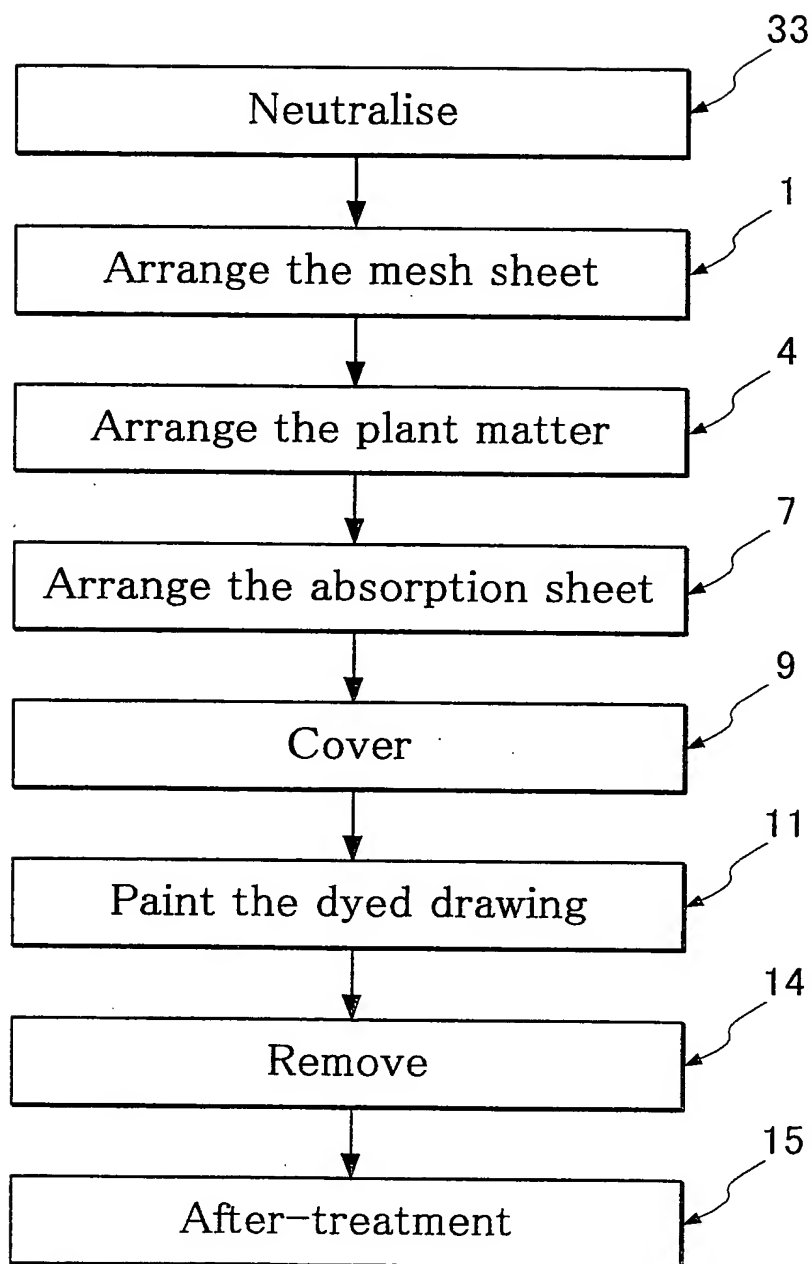 33
Neutralise
1
Arrange the mesh sheet
4
Arrange the plant matter
7
Arrange the absorption sheet
9
Cover
11
Paint the dyed drawing
14
Remove
15
After-treatment